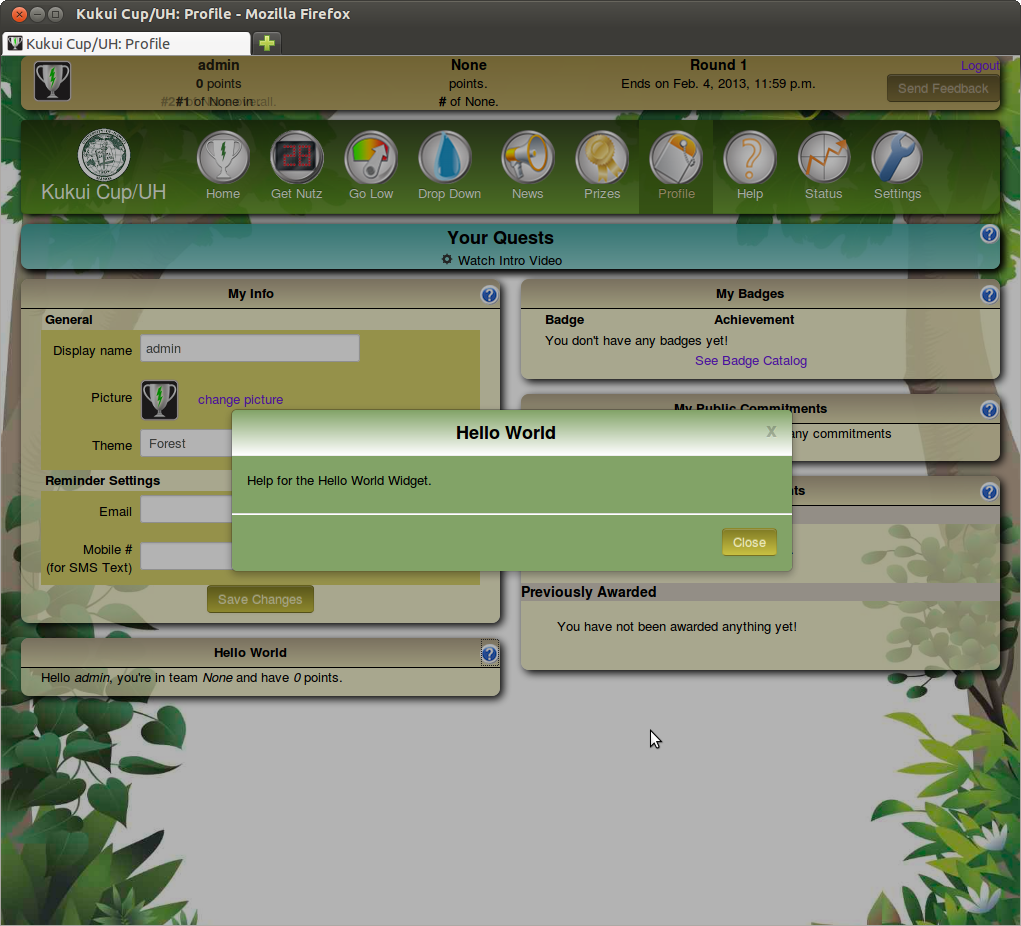 Kukui Cup/UH: Profile - Mozilla Firefox
Kukui Cup/UH: Profile
admin
0 points
#1 of None in
None
points.
# of None.
Round 1
Ends on Feb. 4, 2013, 11:59 p.m.
Logout
Send Feedback
Kukui Cup/UH
28
Home
Get Nutz
Go Low
Drop Down
News
Prizes
Profile
Help
Status
Settings
Your Quests
Watch Intro Video
My Info
General
Display name admin
Picture change picture
Theme Forest
Reminder Settings
Email
Mobile #
(for SMS Text)
Save Changes
Hello World
Hello admin, you're in team None and have 0 points.
My Badges
Badge Achievement
You don't have any badges yet!
See Badge Catalog
My Public Commitments
any commitments
Previously Awarded
You have not been awarded anything yet!
Hello World
x
Help for the Hello World Widget.
Close